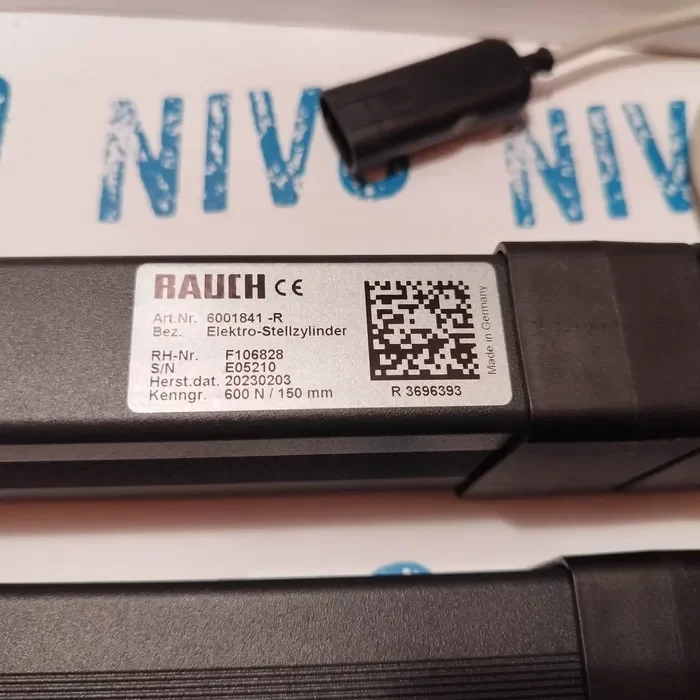 NIVO NIVO
RAUCH CE
Art.Nr. 6001841 -R
Bez. Elektro-Stellzylinder
RH-Nr. F106828
S/N E05210
Herst.dat. 20230203
Kenngr. 600 N / 150 mm
R 3696393
Made in Germany